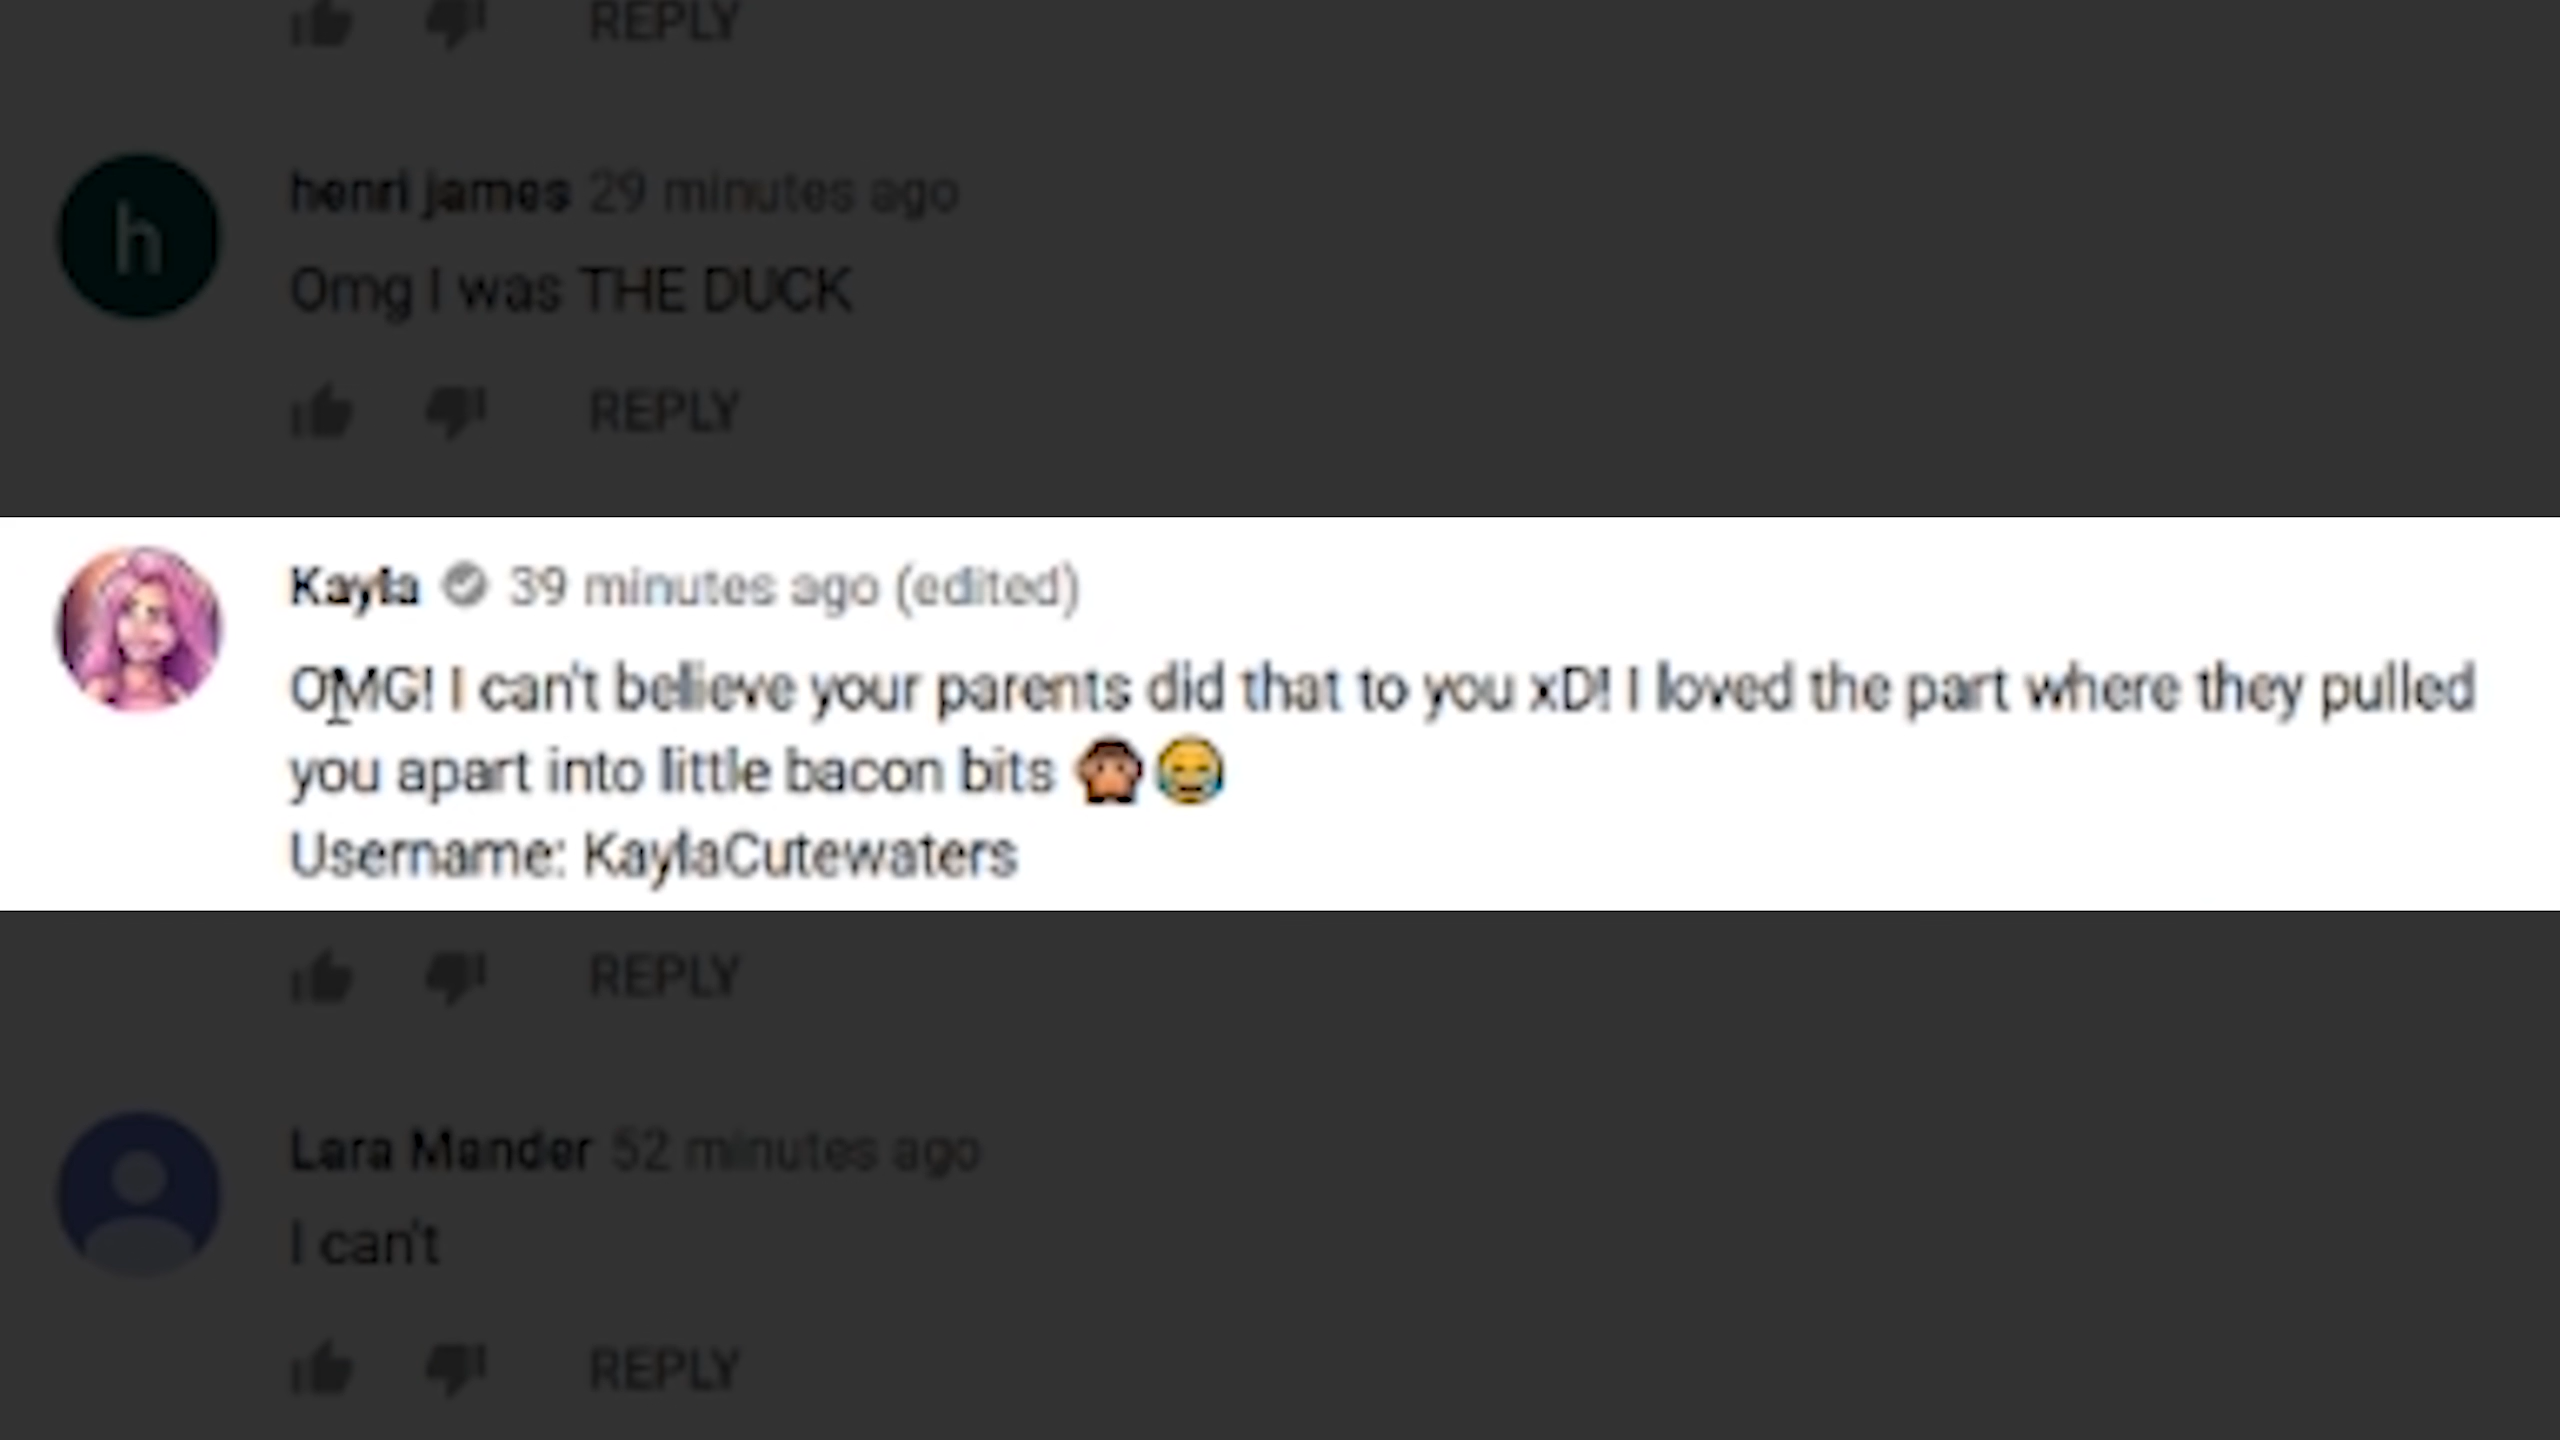 REPLY
h
henri james 29 minutes ago
Omg I was THE DUCK
REPLY
Kayla 39 minutes ago (edited)
OMG! I can't believe your parents did that to you xD! I loved the part where they pulled
you apart into little bacon bits 🙈😂
Username: KaylaCutewaters
REPLY
Lara Mander 52 minutes ago
I can't
REPLY